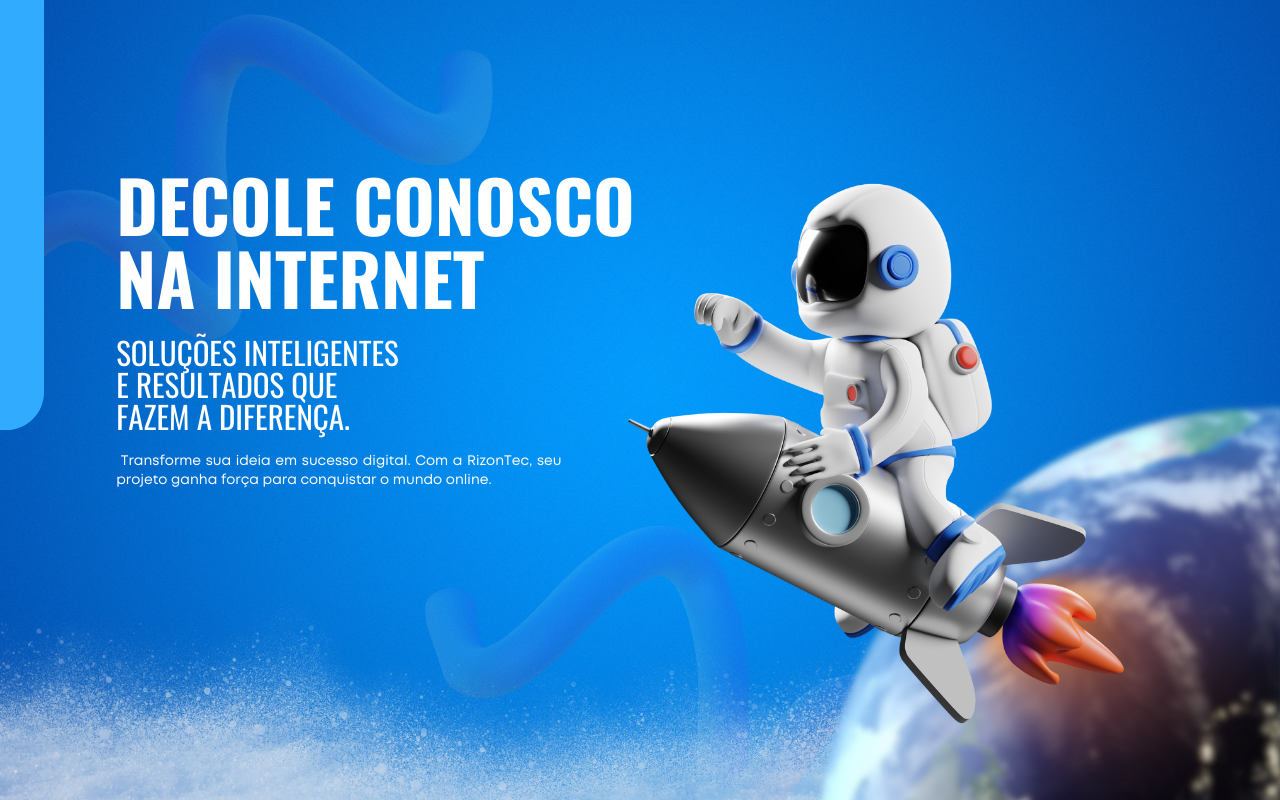 DECOLE CONOSCO
NA INTERNET
SOLUÇÕES INTELIGENTES
E RESULTADOS QUE
FAZEM A DIFERENÇA.
Transforme sua ideia em sucesso digital. Com a RizonTec, seu
projeto ganha força para conquistar o mundo online.